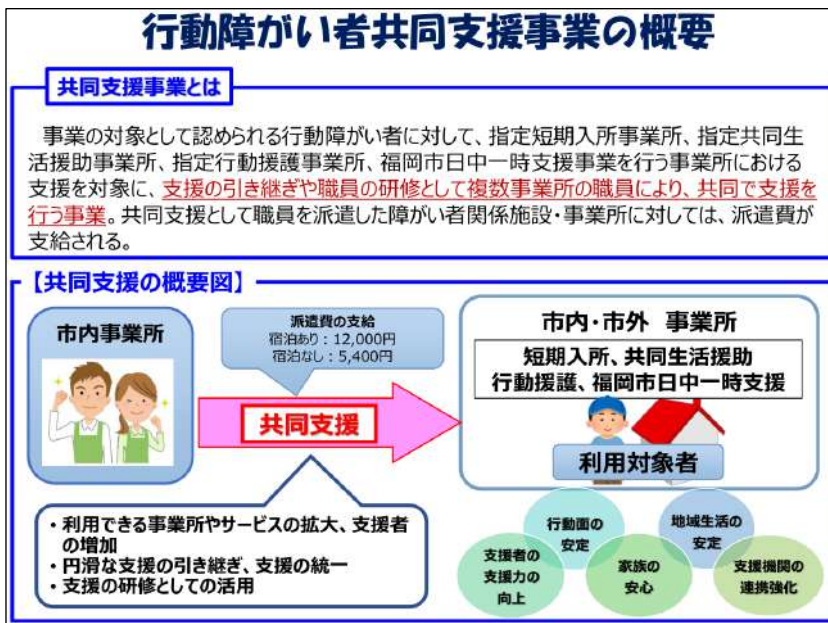 行動障がい者共同支援事業の概要
共同支援事業とは
事業の対象として認められる行動障がい者に対して、指定短期入所事業所、指定共同生
活援助事業所、指定行動援護事業所、福岡市日中一時支援事業を行う事業所における
支援を対象に、支援の引き継ぎや職員の研修として複数事業所の職員により、共同で支援を
行う事業。共同支援として職員を派遣した障がい者関係施設・事業所に対しては、派遣費が
支給される。
【共同支援の概要図】
市内事業所
派遣費の支給
宿泊あり：12,000円
宿泊なし：5,400円
共同支援
市内・市外 事業所
短期入所、共同生活援助
行動援護、福岡市日中一時支援
利用対象者
・利用できる事業所やサービスの拡大、支援者
の増加
・円滑な支援の引き継ぎ、支援の統一
・支援の研修としての活用
支援者の
支援力の
向上
行動面の
安定
家族の
安心
地域生活の
安定
支援機関の
連携強化